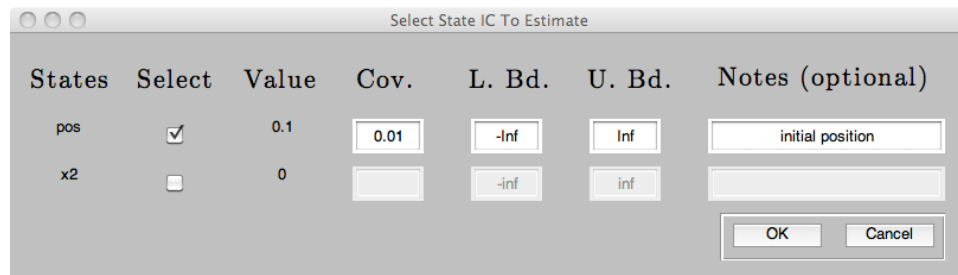 Select State IC To Estimate
States Select Value Cov. L. Bd. U. Bd. Notes (optional)
pos 0.1 0.01 -Inf Inf initial position
x2 0 -inf inf
OK Cancel